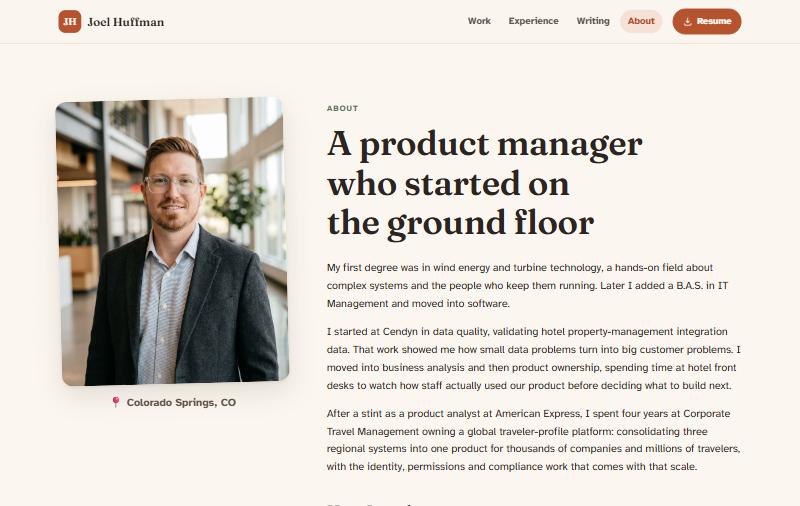 JH Joel Huffman
Work Experience Writing About Resume
ABOUT
A product manager
who started on
the ground floor
My first degree was in wind energy and turbine technology, a hands-on field about
complex systems and the people who keep them running. Later I added a B.A.S. in IT
Management and moved into software.
I started at Cendyn in data quality, validating hotel property-management integration
data. That work showed me how small data problems turn into big customer problems. I
moved into business analysis and then product ownership, spending time at hotel front
desks to watch how staff actually used our product before deciding what to build next.
After a stint as a product analyst at American Express, I spent four years at Corporate
Travel Management owning a global traveler-profile platform: consolidating three
regional systems into one product for thousands of companies and millions of travelers,
with the identity, permissions and compliance work that comes with that scale.
Colorado Springs, CO